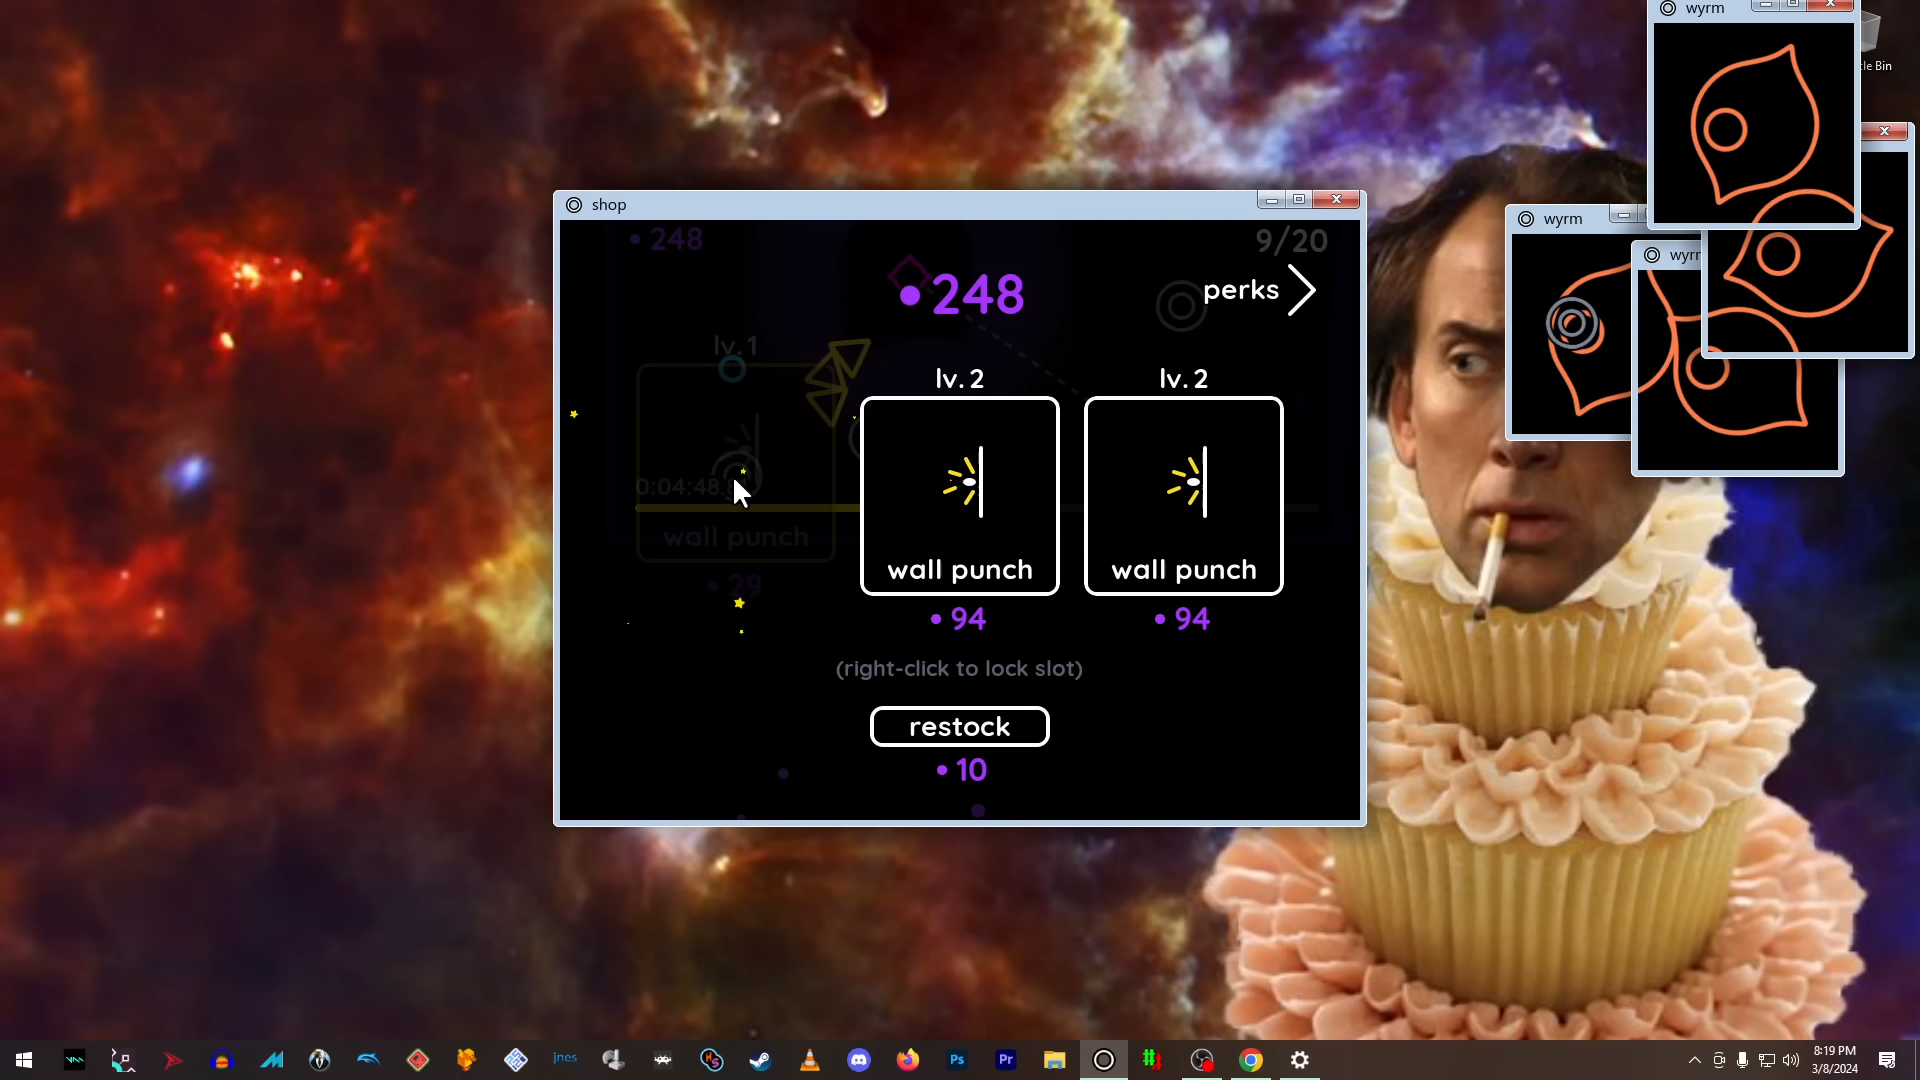 wyrm
cle Bin
shop
wyrm
wyrm
248
9/20
248
perks
lv. 1
lv. 2
lv. 2
0:04:48.
wall punch
wall punch
wall punch
29
94
94
(right-click to lock slot)
restock
10
jnes
Ps
Pr
8:19 PM
3/8/2024